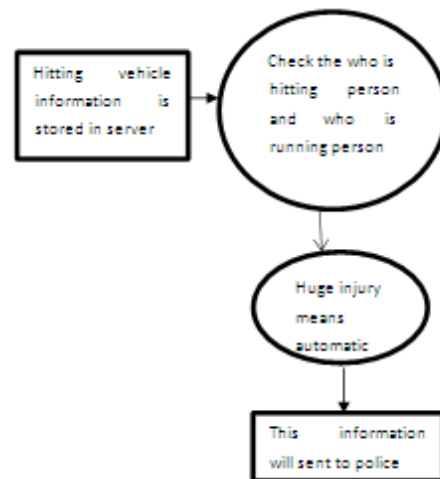 Hitting vehicle
information is
stored in server
Check the who is
hitting person
and who is
running person
Huge injury
means
automatic
This information
will sent to police